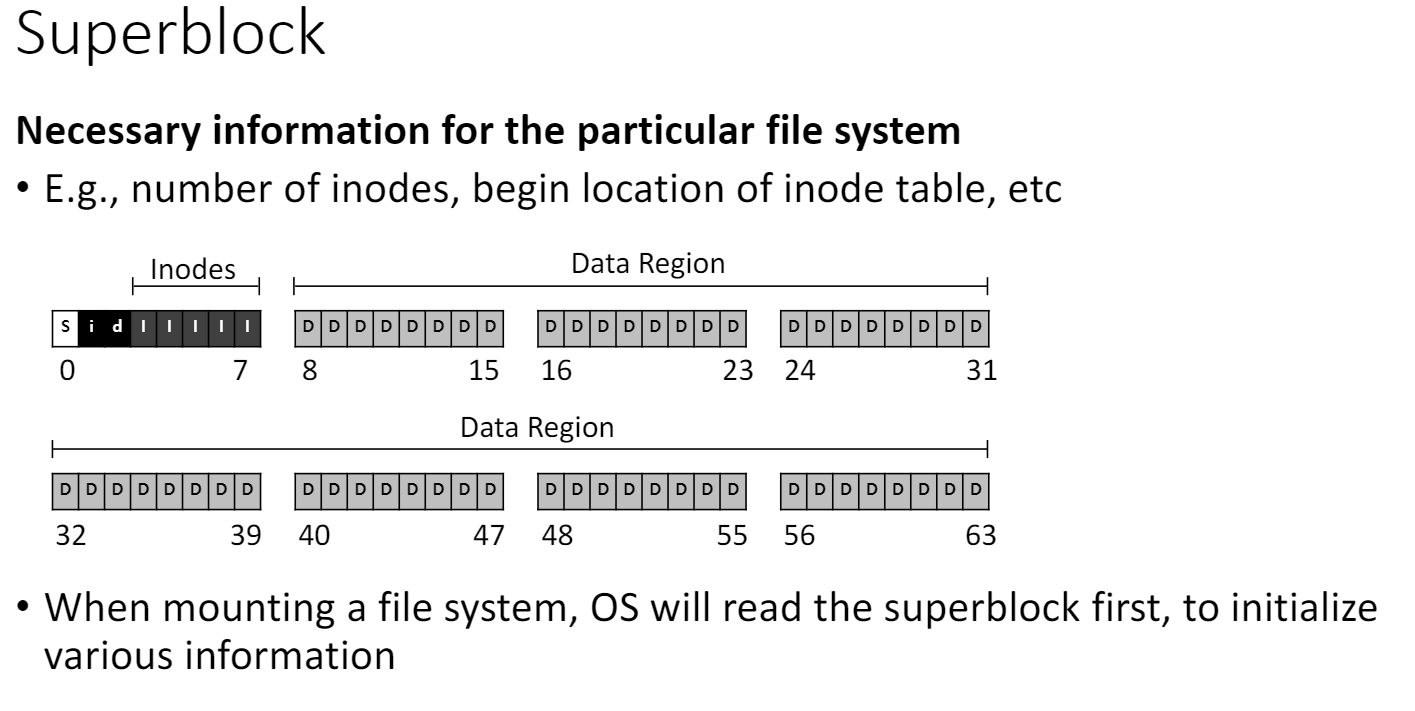 Superblock
Necessary information for the particular file system
• E.g., number of inodes, begin location of inode table, etc
Inodes Data Region
S i d I I I I I D D D D D D D D D D D D D D D D D D D D D D D D
0 7 8 15 16 23 24 31
Data Region
D D D D D D D D D D D D D D D D D D D D D D D D D D D D D D D D
32 39 40 47 48 55 56 63
• When mounting a file system, OS will read the superblock first, to initialize
various information